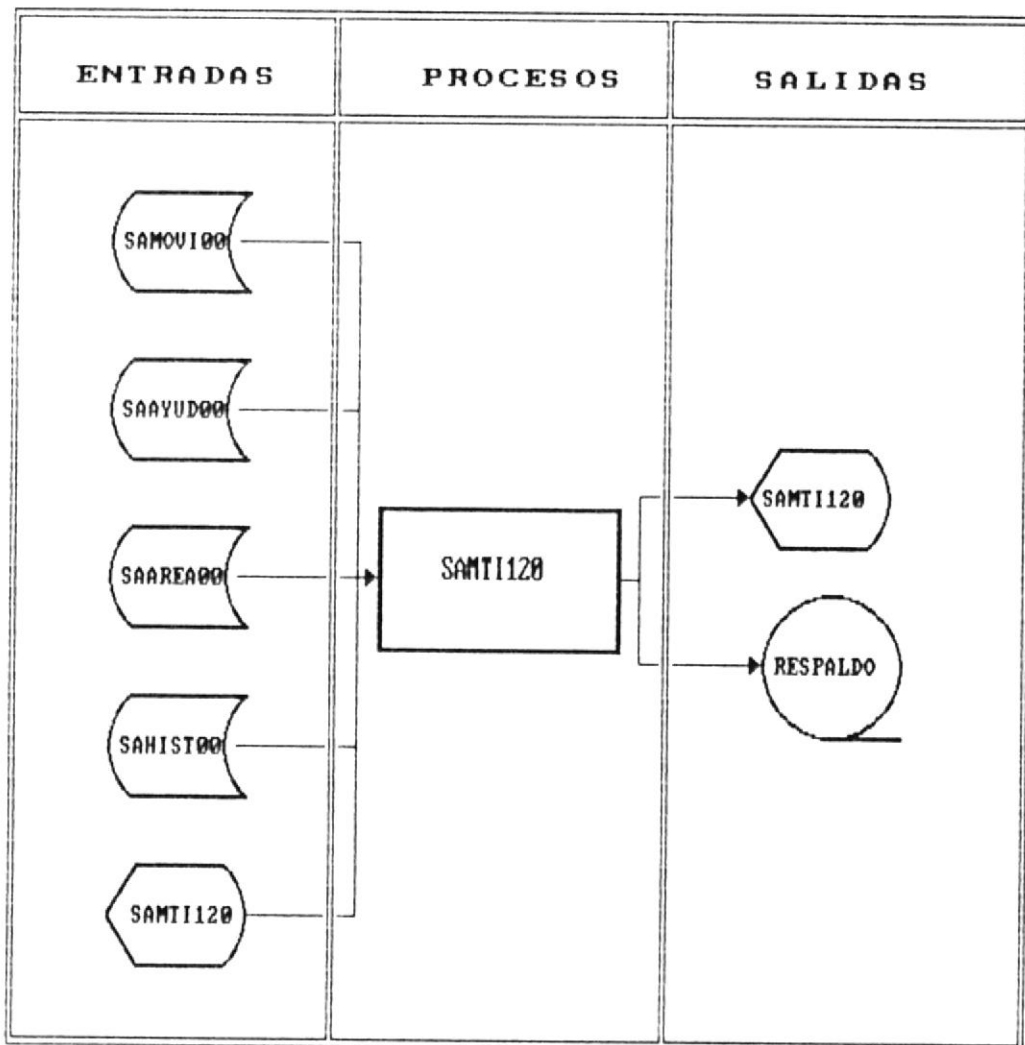 ENTRADAS
PROCESOS
SALIDAS
SAMOVI00
SAAYUD00
SAAREA00
SAHIST00
SAMTI120
SAMTI120
SAMTI120
RESPALDO